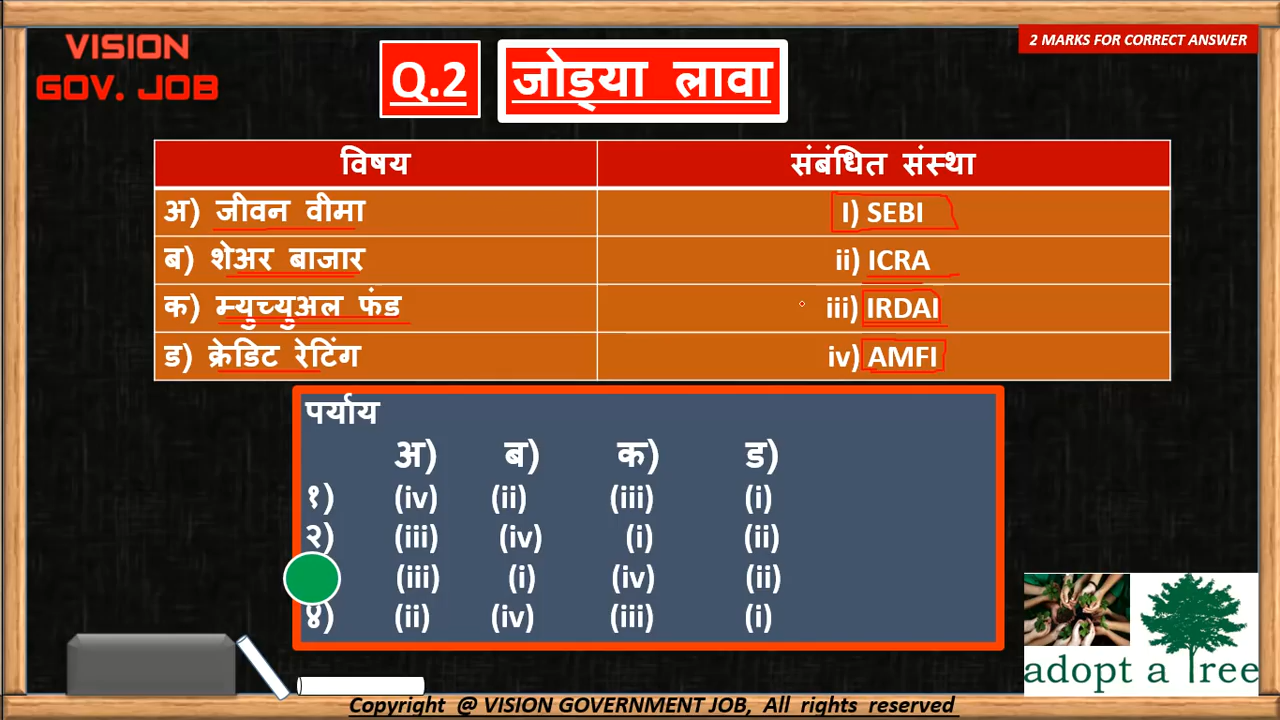 VISION
GOV. JOB
Q.2 जोड्या लावा
2 MARKS FOR CORRECT ANSWER
विषय संबंधित संस्था
अ) जीवन वीमा I) SEBI
ब) शेअर बाजार ii) ICRA
क) म्युच्युअल फंड iii) IRDAI
ड) क्रेडिट रेटिंग iv) AMFI
पर्याय
अ) ब) क) ड)
१) (iv) (ii) (iii) (i)
२) (iii) (iv) (i) (ii)
(iii) (i) (iv) (ii)
४) (ii) (iv) (iii) (i)
adopt a Tree
Copyright @ VISION GOVERNMENT JOB, All rights reserved